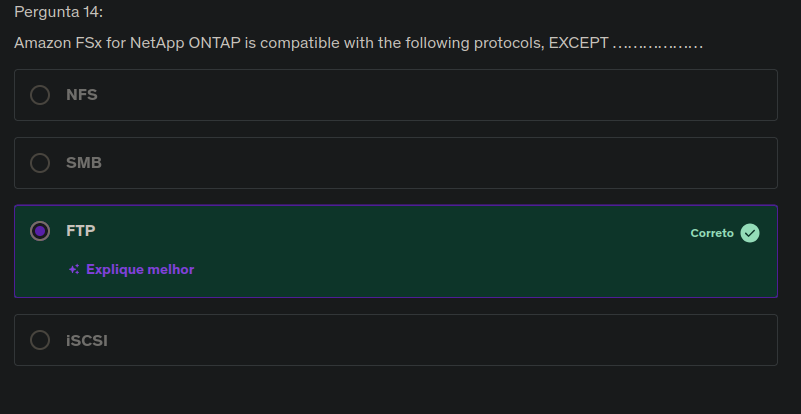 Pergunta 14:
Amazon FSx for NetApp ONTAP is compatible with the following protocols, EXCEPT ………………
NFS
SMB
FTP
Correto
Explique melhor
iSCSI